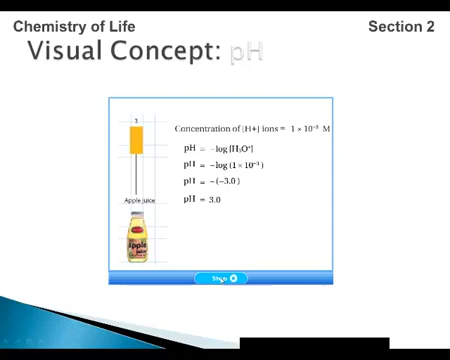 Chemistry of Life
Section 2
Visual Concept: pH
3
Concentration of [H+] ions = 1 × 10⁻³ M
pH = −log [H₃O⁺]
pH = −log (1 × 10⁻³)
pH = −(−3.0)
pH = 3.0
Apple juice
apple
juice